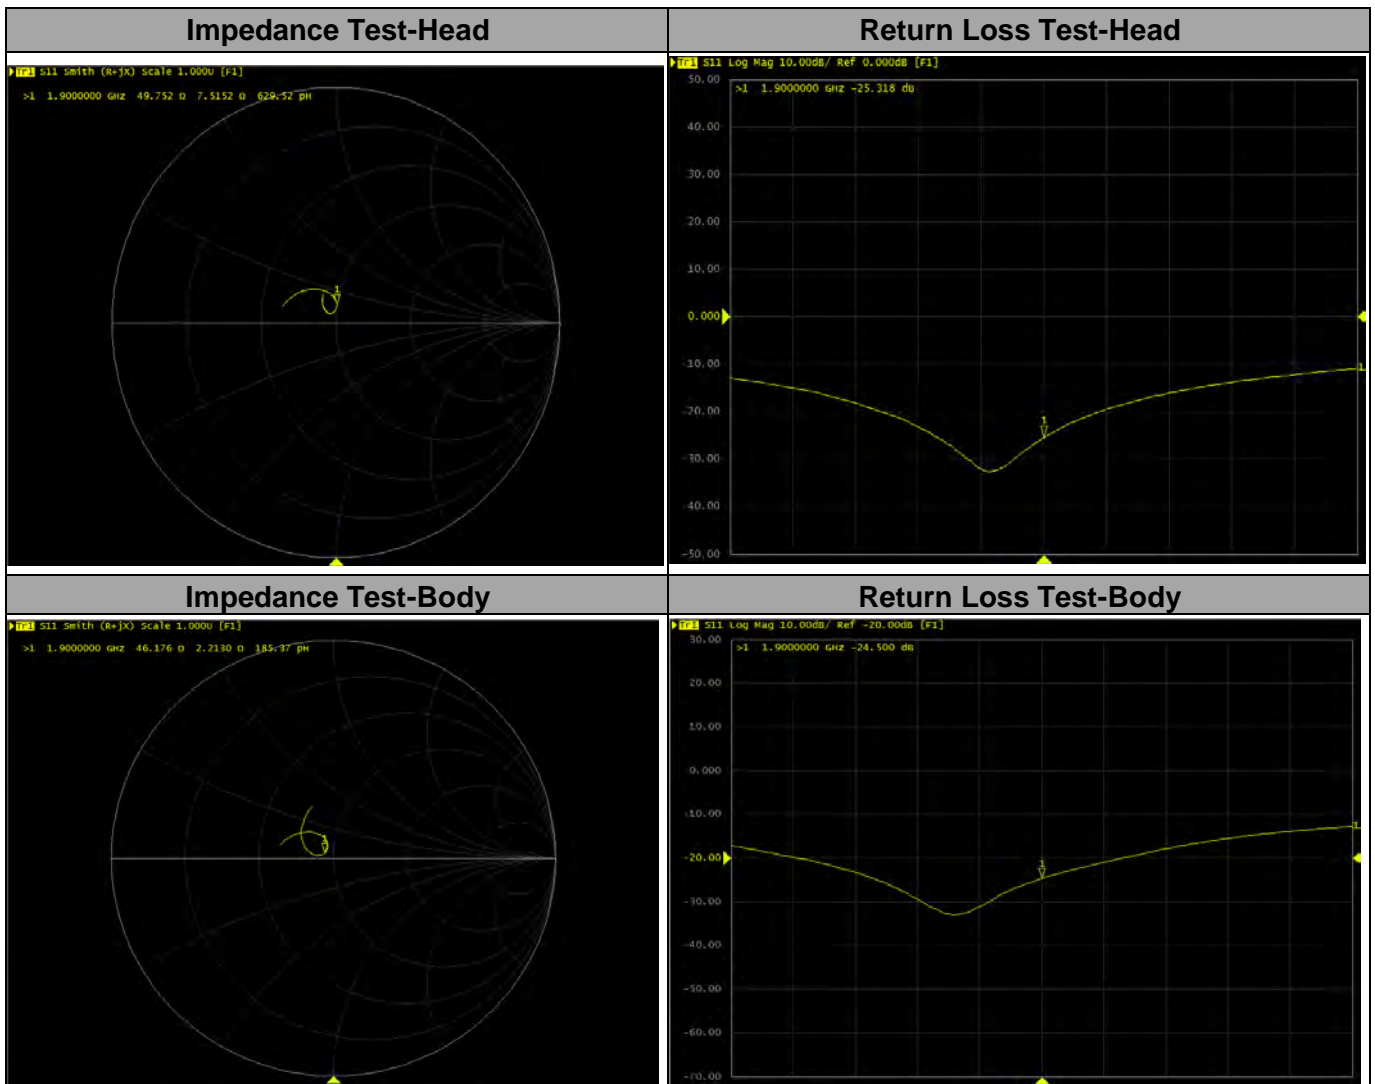 Impedance Test-Head
Return Loss Test-Head
Tr1 S11 Smith (R+jX) Scale 1.000U [F1]
>1 1.9000000 GHz 49.752 Ω 7.5152 Ω 629.52 pH
1
Tr1 S11 Log Mag 10.00dB/ Ref 0.000dB [F1]
50.00
>1 1.9000000 GHz -25.318 dB
40.00
30.00
20.00
10.00
0.000
-10.00
1
-20.00
1
-30.00
-40.00
-50.00
Impedance Test-Body
Return Loss Test-Body
Tr1 S11 Smith (R+jX) Scale 1.000U [F1]
>1 1.9000000 GHz 46.176 Ω 2.2130 Ω 185.37 pH
1
Tr1 S11 Log Mag 10.00dB/ Ref -20.00dB [F1]
30.00
>1 1.9000000 GHz -24.500 dB
20.00
10.00
0.000
-10.00
1
-20.00
1
-30.00
-40.00
-50.00
-60.00
-70.00